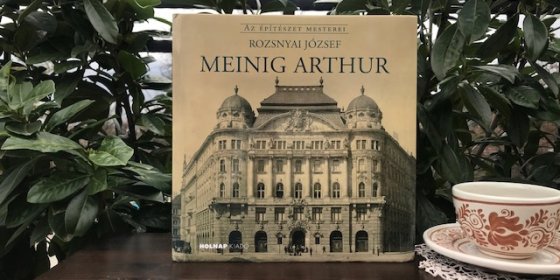 AZ ÉPÍTÉSZET MESTEREI
ROZSNYAI JÓZSEF
MEINIG ARTHUR
HOLNAP KIADÓ